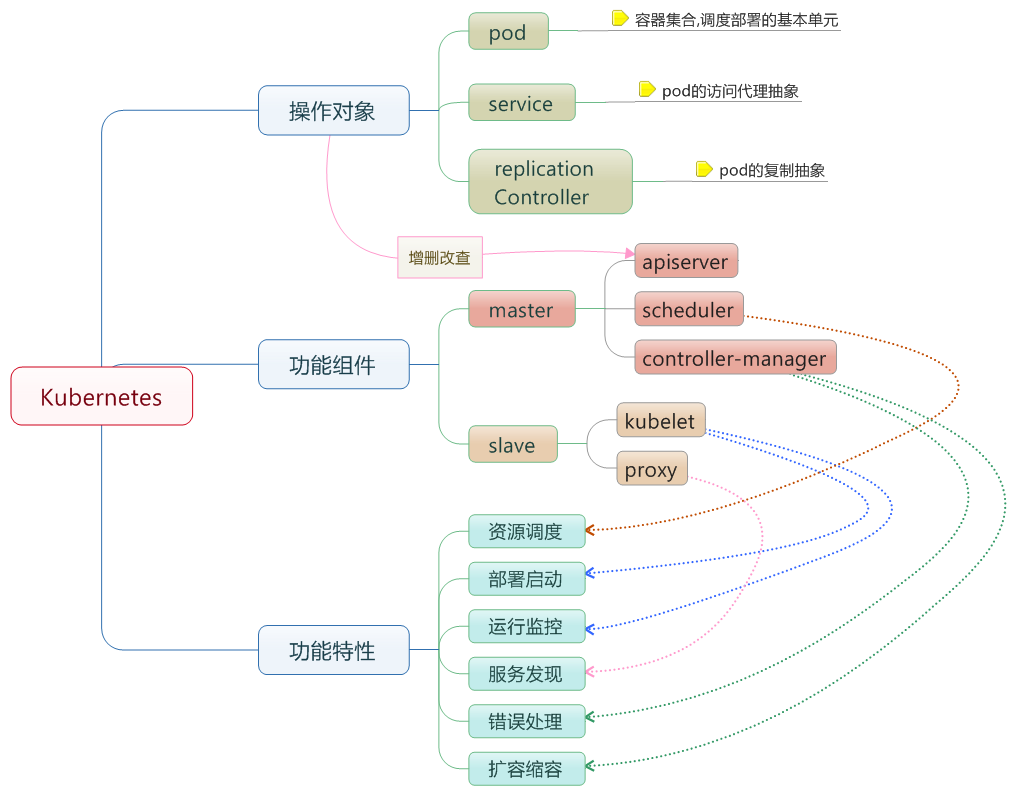 pod
容器集合,调度部署的基本单元
操作对象
service
pod的访问代理抽象
replication
Controller
pod的复制抽象
增删改查
apiserver
master
scheduler
controller-manager
功能组件
Kubernetes
kubelet
slave
proxy
资源调度
部署启动
运行监控
功能特性
服务发现
错误处理
扩容缩容